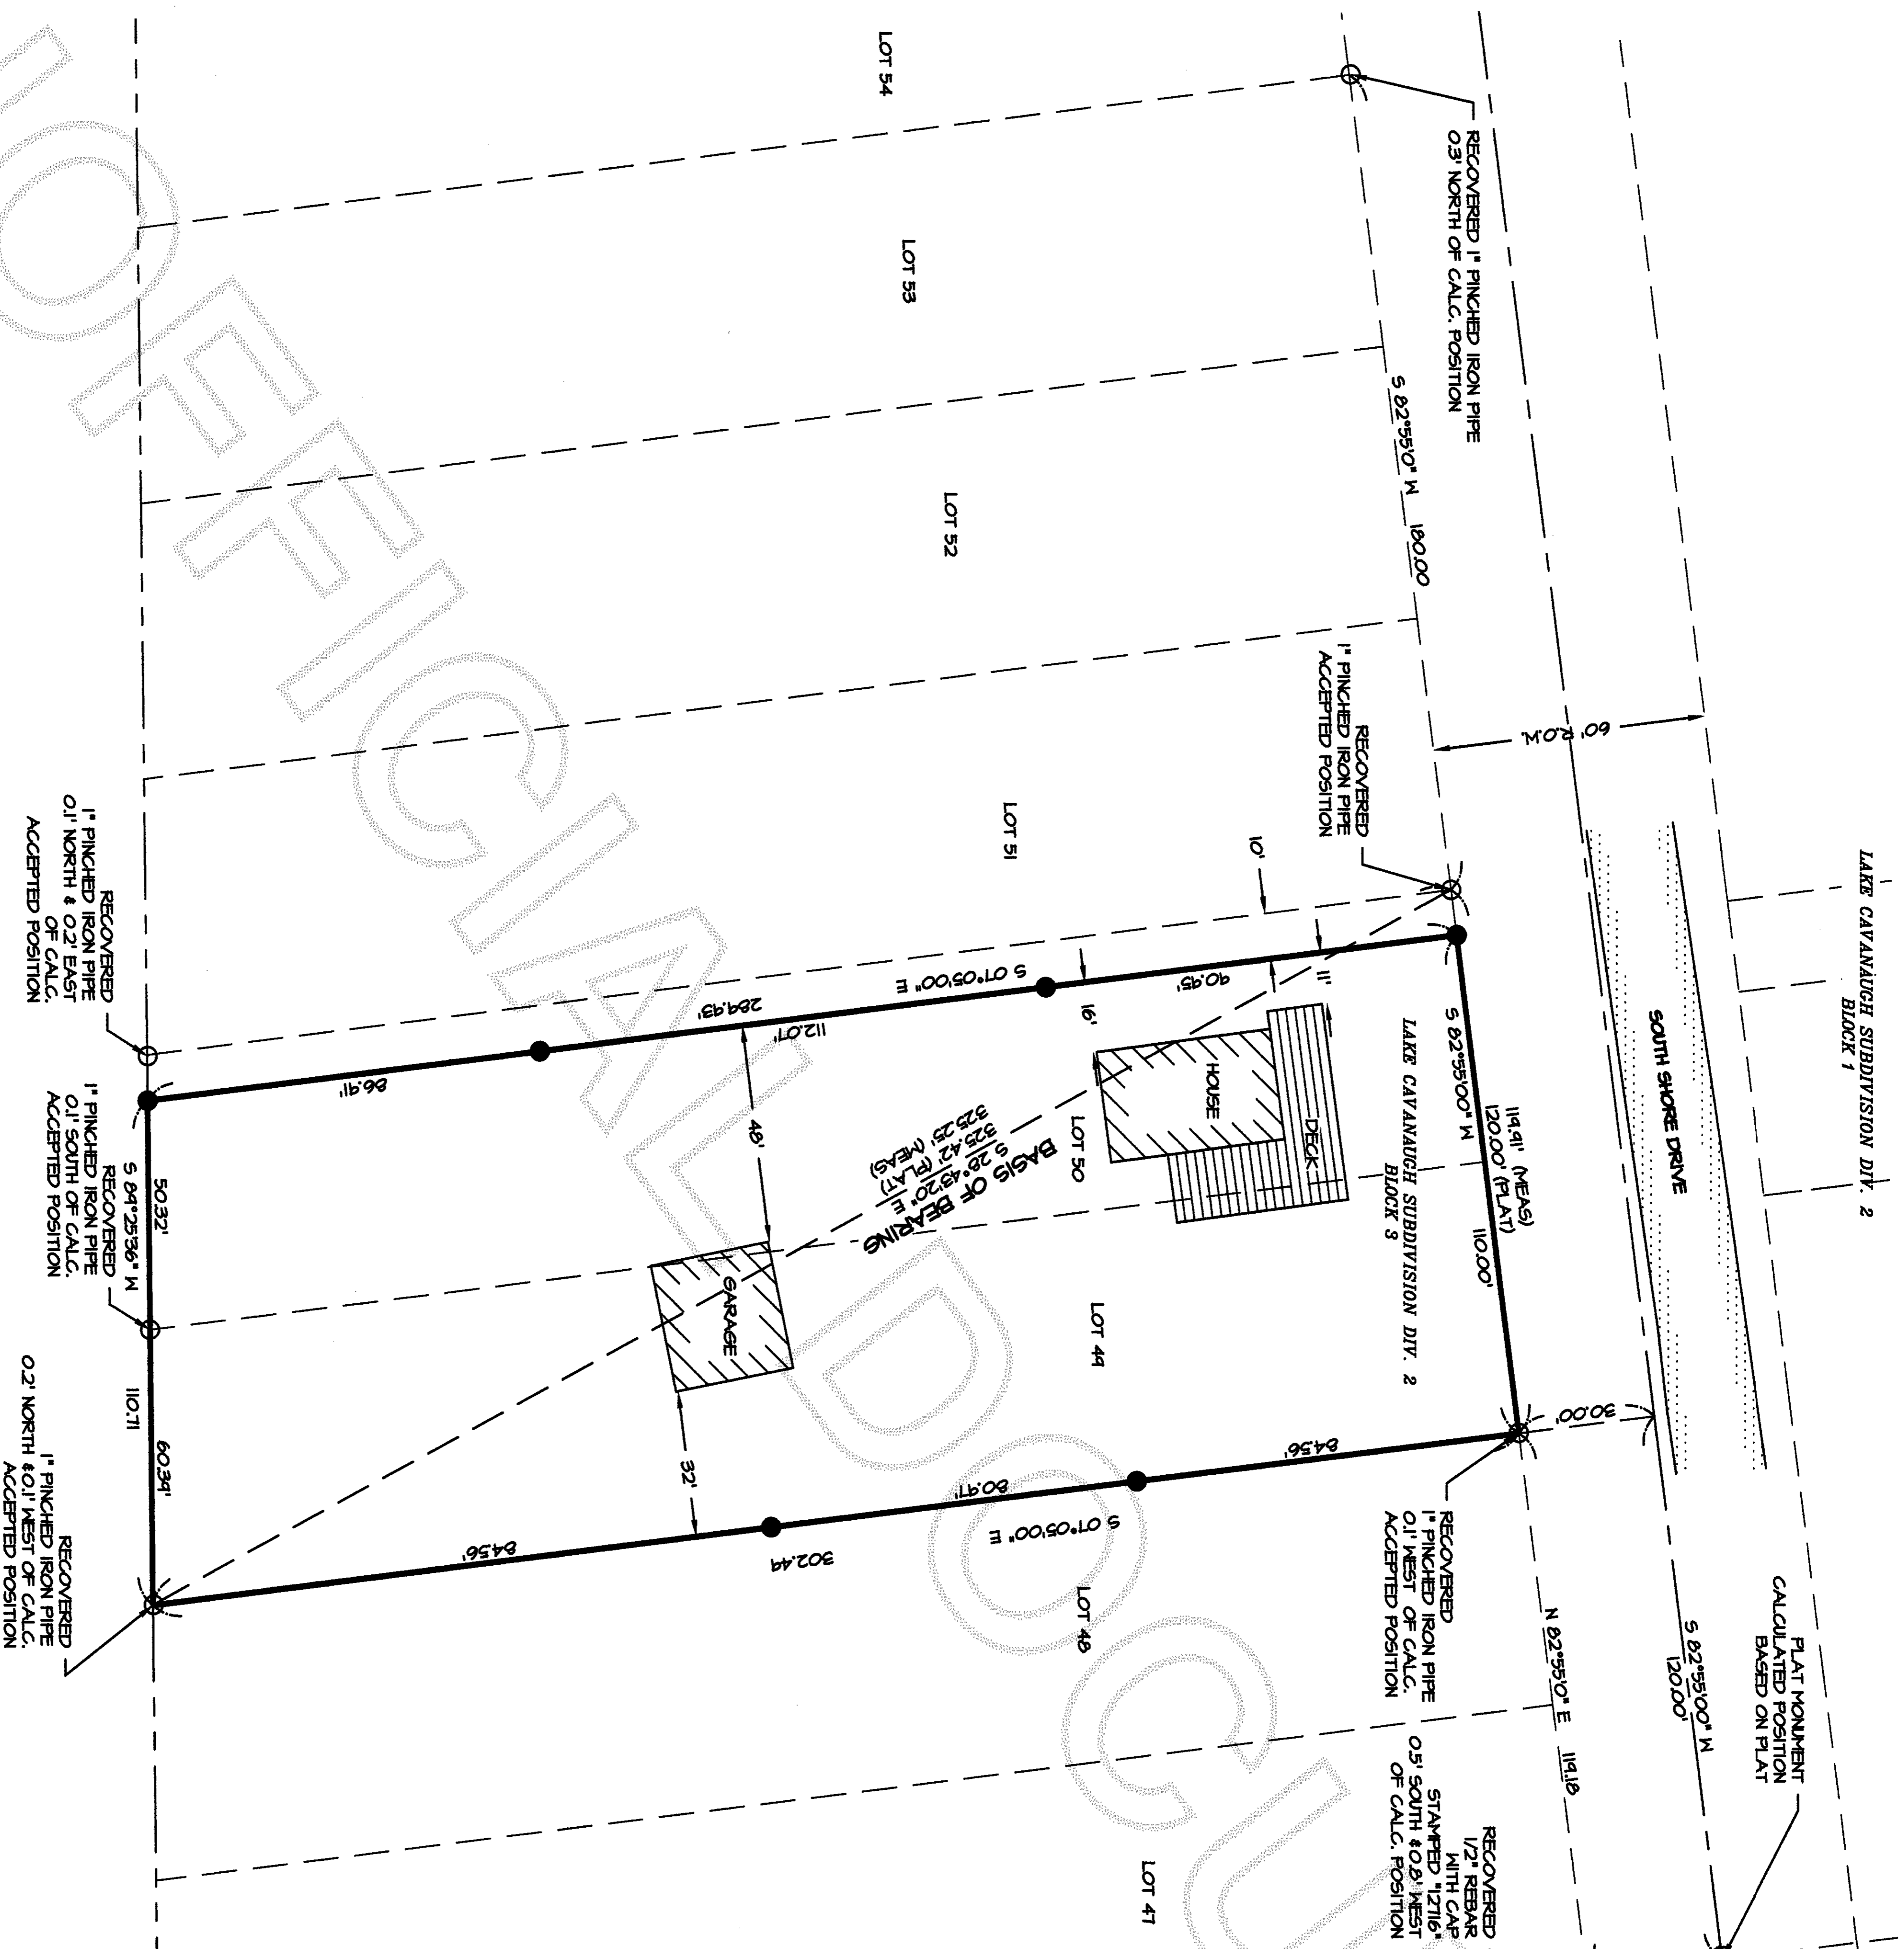 LAKE CAVANAUGH SUBDIVISION DIV. 2
BLOCK 1
SOUTH SHORE DRIVE
60' R.O.W.
RECOVERED 1" PINCHED IRON PIPE
0.3' NORTH OF CALC. POSITION
S 82°55'0" W 180.00
LOT 54
LOT 53
LOT 52
LOT 51
RECOVERED
1" PINCHED IRON PIPE
ACCEPTED POSITION
10'
11'
16'
S 82°55'00" W
119.91' (MEAS)
120.00' (PLAT)
110.00'
30.00'
PLAT MONUMENT
CALCULATED POSITION
BASED ON PLAT
S 82°55'00" W
120.00'
N 82°55'0" E 119.18
LAKE CAVANAUGH SUBDIVISION DIV. 2
BLOCK 3
DECK
HOUSE
LOT 50
LOT 49
LOT 48
LOT 47
RECOVERED
1" PINCHED IRON PIPE
0.1' WEST OF CALC.
ACCEPTED POSITION
RECOVERED
1/2" REBAR
WITH CAP
STAMPED "12716"
0.5' SOUTH & 0.8' WEST
OF CALC. POSITION
90.95'
S 07°05'00" E
289.93'
112.07'
86.91'
BASIS OF BEARING
S 28°43'20" E
325.42' (PLAT)
325.25' (MEAS)
48'
GARAGE
32'
84.56'
80.97'
S 07°05'00" E
302.49
84.56'
RECOVERED
1" PINCHED IRON PIPE
0.1' NORTH & 0.2' EAST
OF CALC.
ACCEPTED POSITION
50.32'
S 89°25'36" W
RECOVERED
1" PINCHED IRON PIPE
0.1' SOUTH OF CALC.
ACCEPTED POSITION
60.39'
110.71
RECOVERED
1" PINCHED IRON PIPE
0.2' NORTH & 0.1' WEST OF CALC.
ACCEPTED POSITION
OFFICIAL DOCU